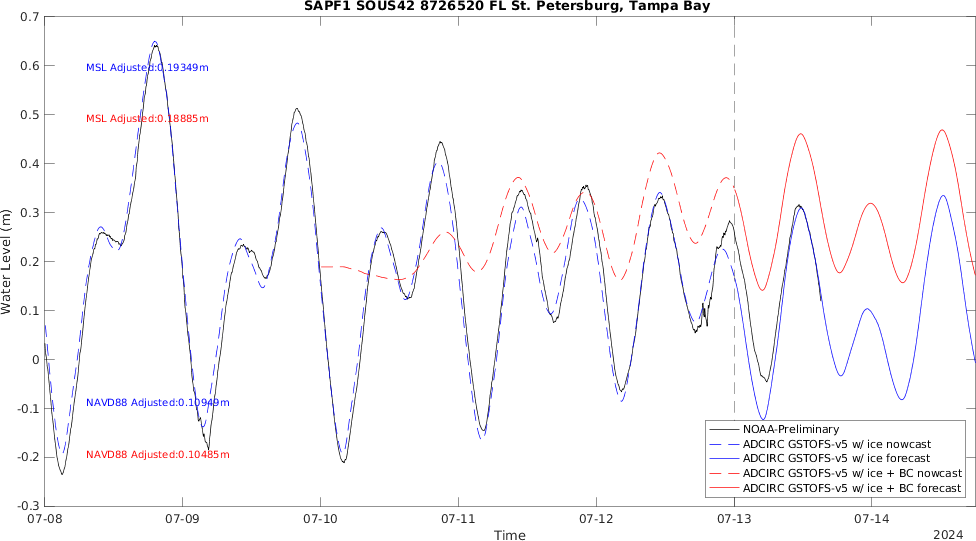 SAPF1 SOUS42 8726520 FL St. Petersburg, Tampa Bay
0.7
0.6
0.5
0.4
0.3
0.2
0.1
0
-0.1
-0.2
-0.3
Water Level (m)
MSL Adjusted:0.19349m
MSL Adjusted:0.18885m
NAVD88 Adjusted:0.10949m
NAVD88 Adjusted:0.10485m
NOAA-Preliminary
ADCIRC GSTOFS-v5 w/ ice nowcast
ADCIRC GSTOFS-v5 w/ ice forecast
ADCIRC GSTOFS-v5 w/ ice + BC nowcast
ADCIRC GSTOFS-v5 w/ ice + BC forecast
07-08 07-09 07-10 07-11 07-12 07-13 07-14
Time
2024